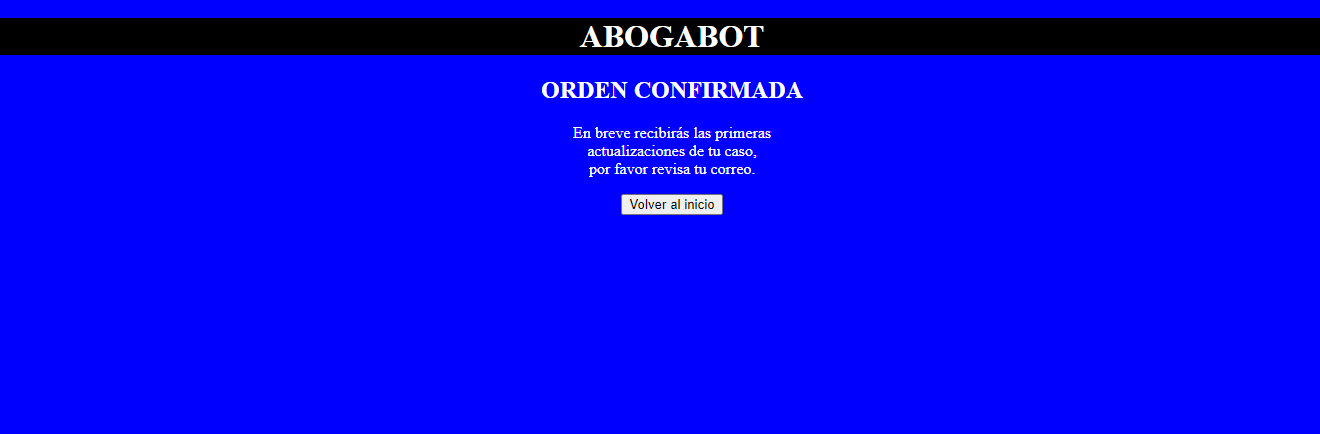 ABOGABOT
ORDEN CONFIRMADA
En breve recibirás las primeras
actualizaciones de tu caso,
por favor revisa tu correo.
Volver al inicio